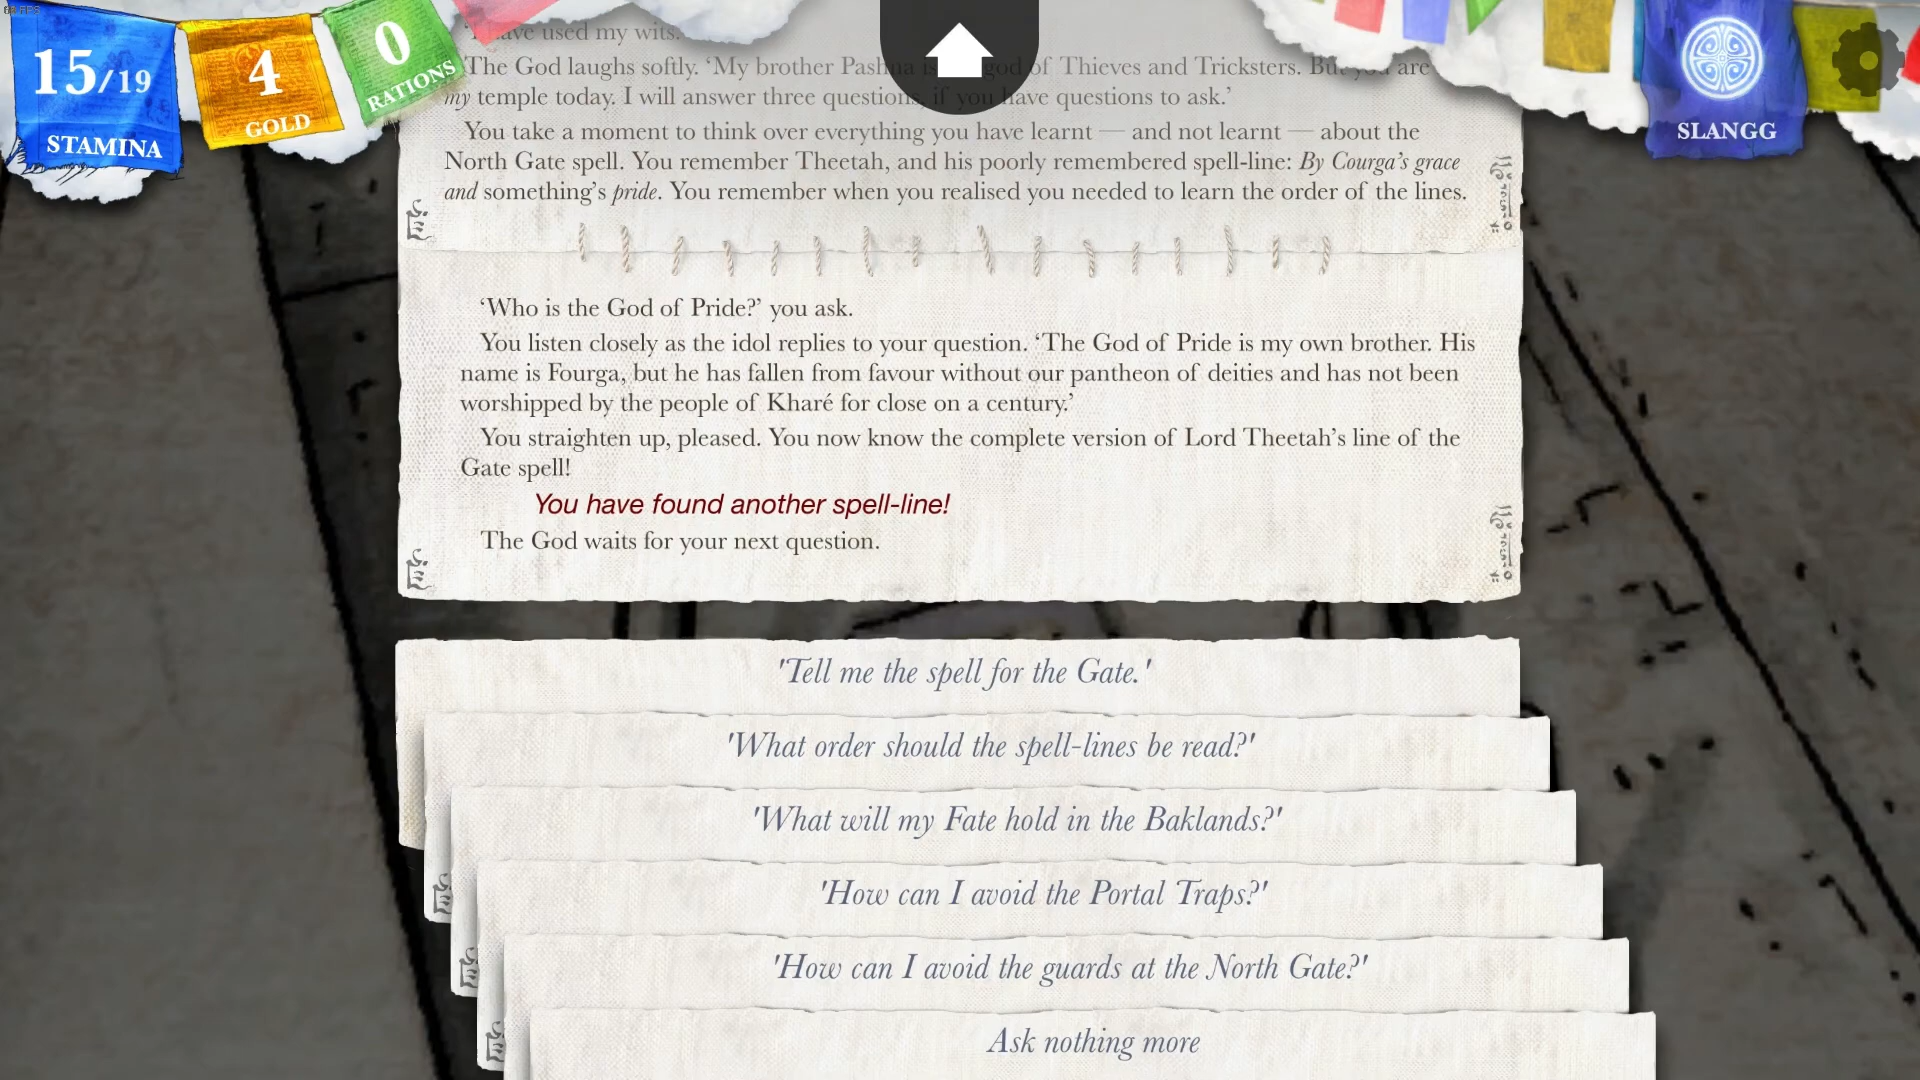 60 FPS
15/19
STAMINA
4
GOLD
0
RATIONS
SLANGG
have used my wits.
The God laughs softly. ‘My brother Pashna is god of Thieves and Tricksters. But you are
my temple today. I will answer three questions, if you have questions to ask.’
You take a moment to think over everything you have learnt — and not learnt — about the
North Gate spell. You remember Theetah, and his poorly remembered spell-line: By Courga’s grace
and something’s pride. You remember when you realised you needed to learn the order of the lines.
‘Who is the God of Pride?’ you ask.
You listen closely as the idol replies to your question. ‘The God of Pride is my own brother. His
name is Fourga, but he has fallen from favour without our pantheon of deities and has not been
worshipped by the people of Kharé for close on a century.’
You straighten up, pleased. You now know the complete version of Lord Theetah’s line of the
Gate spell!
You have found another spell-line!
The God waits for your next question.
'Tell me the spell for the Gate.'
'What order should the spell-lines be read?'
'What will my Fate hold in the Baklands?'
'How can I avoid the Portal Traps?'
'How can I avoid the guards at the North Gate?'
Ask nothing more